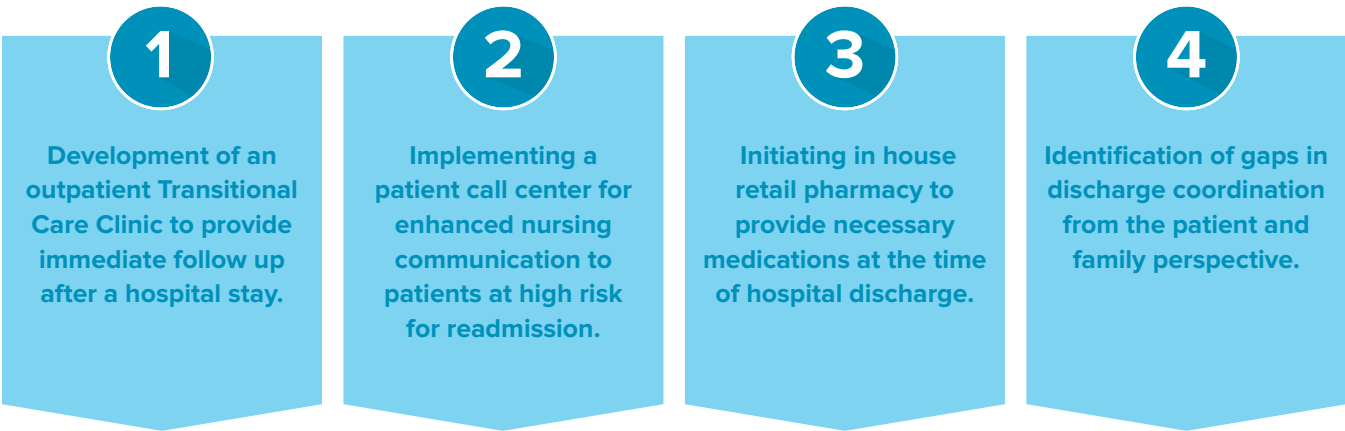 1
Development of an
outpatient Transitional
Care Clinic to provide
immediate follow up
after a hospital stay.
2
Implementing a
patient call center for
enhanced nursing
communication to
patients at high risk
for readmission.
3
Initiating in house
retail pharmacy to
provide necessary
medications at the time
of hospital discharge.
4
Identification of gaps in
discharge coordination
from the patient and
family perspective.